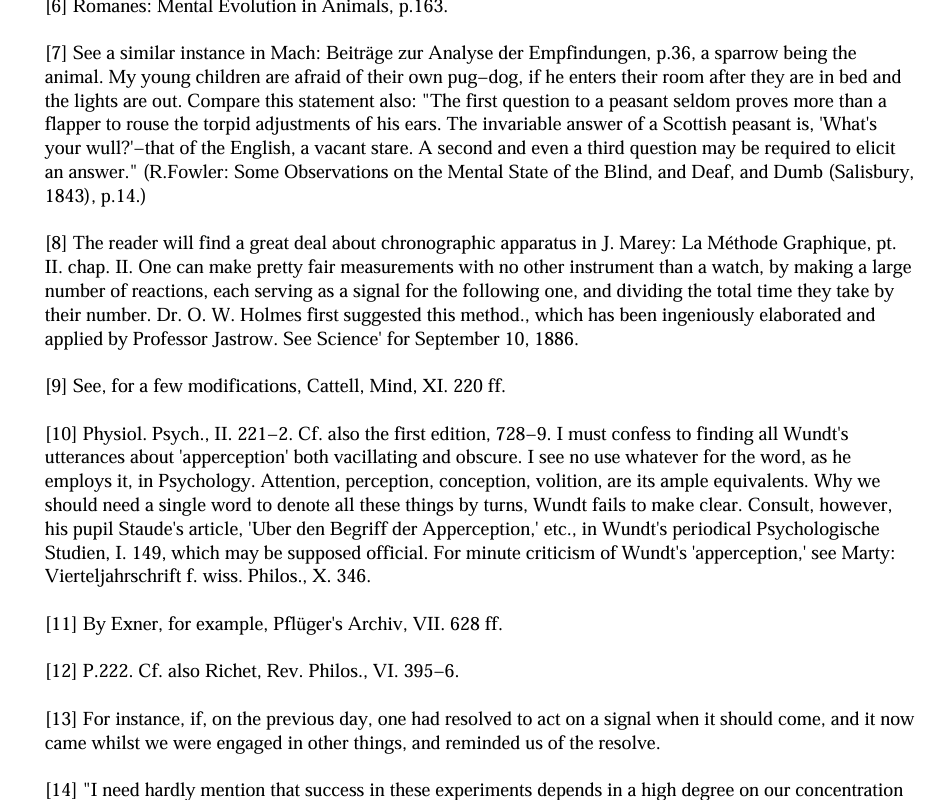 [6] Romanes: Mental Evolution in Animals, p.163.
[7] See a similar instance in Mach: Beiträge zur Analyse der Empfindungen, p.36, a sparrow being the
animal. My young children are afraid of their own pug–dog, if he enters their room after they are in bed and
the lights are out. Compare this statement also: "The first question to a peasant seldom proves more than a
flapper to rouse the torpid adjustments of his ears. The invariable answer of a Scottish peasant is, 'What's
your wull?'–that of the English, a vacant stare. A second and even a third question may be required to elicit
an answer." (R.Fowler: Some Observations on the Mental State of the Blind, and Deaf, and Dumb (Salisbury,
1843), p.14.)
[8] The reader will find a great deal about chronographic apparatus in J. Marey: La Méthode Graphique, pt.
II. chap. II. One can make pretty fair measurements with no other instrument than a watch, by making a large
number of reactions, each serving as a signal for the following one, and dividing the total time they take by
their number. Dr. O. W. Holmes first suggested this method., which has been ingeniously elaborated and
applied by Professor Jastrow. See Science' for September 10, 1886.
[9] See, for a few modifications, Cattell, Mind, XI. 220 ff.
[10] Physiol. Psych., II. 221–2. Cf. also the first edition, 728–9. I must confess to finding all Wundt's
utterances about 'apperception' both vacillating and obscure. I see no use whatever for the word, as he
employs it, in Psychology. Attention, perception, conception, volition, are its ample equivalents. Why we
should need a single word to denote all these things by turns, Wundt fails to make clear. Consult, however,
his pupil Staude's article, 'Uber den Begriff der Apperception,' etc., in Wundt's periodical Psychologische
Studien, I. 149, which may be supposed official. For minute criticism of Wundt's 'apperception,' see Marty:
Vierteljahrschrift f. wiss. Philos., X. 346.
[11] By Exner, for example, Pflüger's Archiv, VII. 628 ff.
[12] P.222. Cf. also Richet, Rev. Philos., VI. 395–6.
[13] For instance, if, on the previous day, one had resolved to act on a signal when it should come, and it now
came whilst we were engaged in other things, and reminded us of the resolve.
[14] "I need hardly mention that success in these experiments depends in a high degree on our concentration